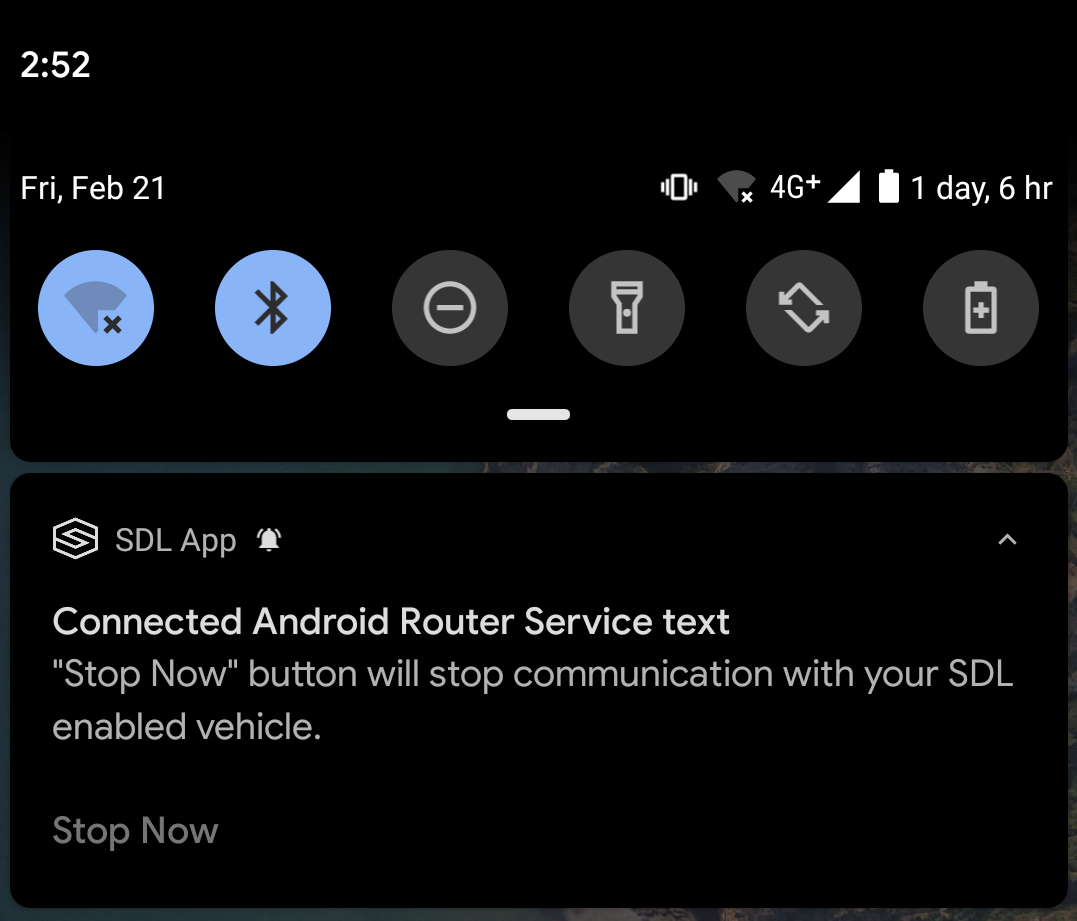 2:52
Fri, Feb 21 4G+ 1 day, 6 hr
SDL App
Connected Android Router Service text
"Stop Now" button will stop communication with your SDL
enabled vehicle.
Stop Now